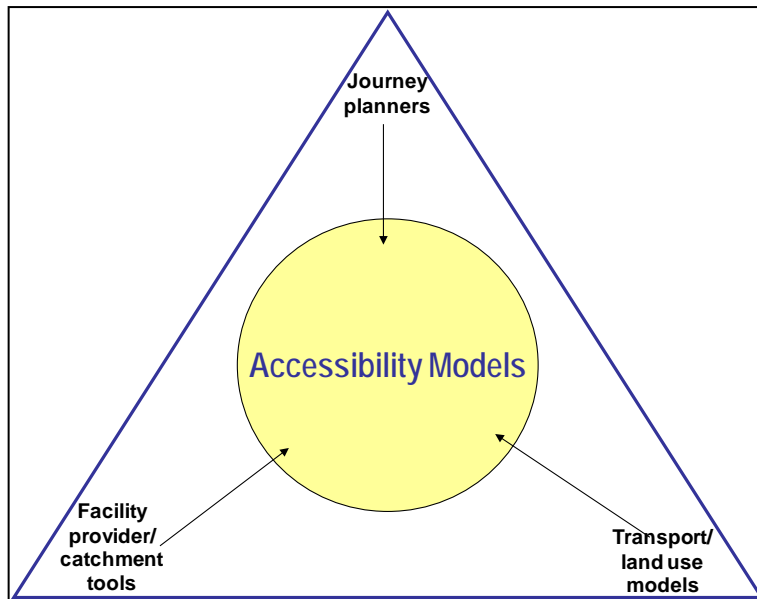 Journey
planners
Accessibility Models
Facility
provider/
catchment
tools
Transport/
land use
models